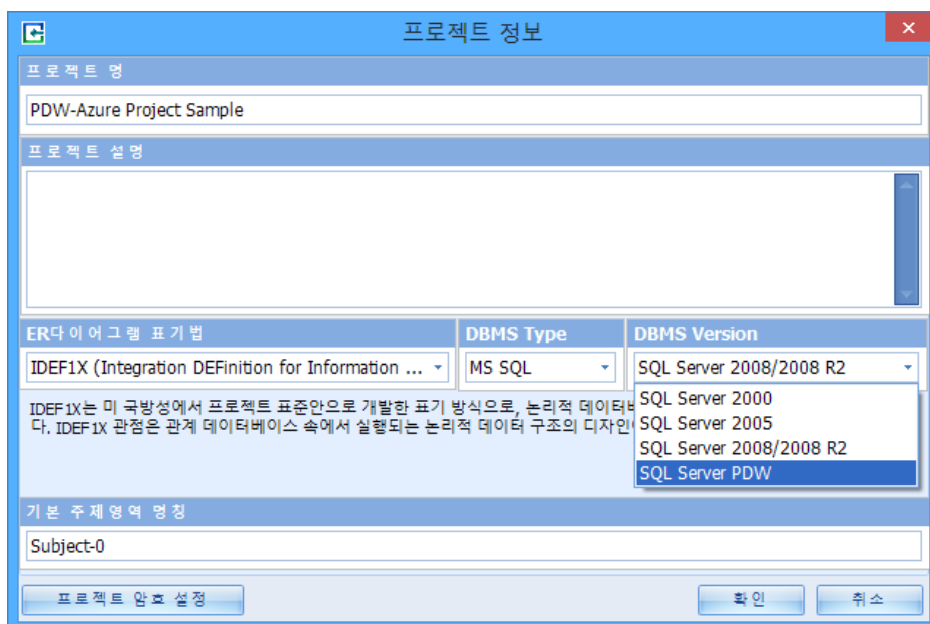 프로젝트 정보
프로젝트 명
PDW-Azure Project Sample
프로젝트 설명
ER다이어그램 표기법
DBMS Type
DBMS Version
IDEF1X (Integration DEFinition for Information ...
MS SQL
SQL Server 2008/2008 R2
SQL Server 2000
SQL Server 2005
SQL Server 2008/2008 R2
SQL Server PDW
IDEF1X는 미 국방성에서 프로젝트 표준안으로 개발한 표기 방식으로, 논리적 데이터
다. IDEF1X 관점은 관계 데이터베이스 속에서 실행되는 논리적 데이터 구조의 디자인
기본 주제영역 명칭
Subject-0
프로젝트 암호 설정
확인
취소